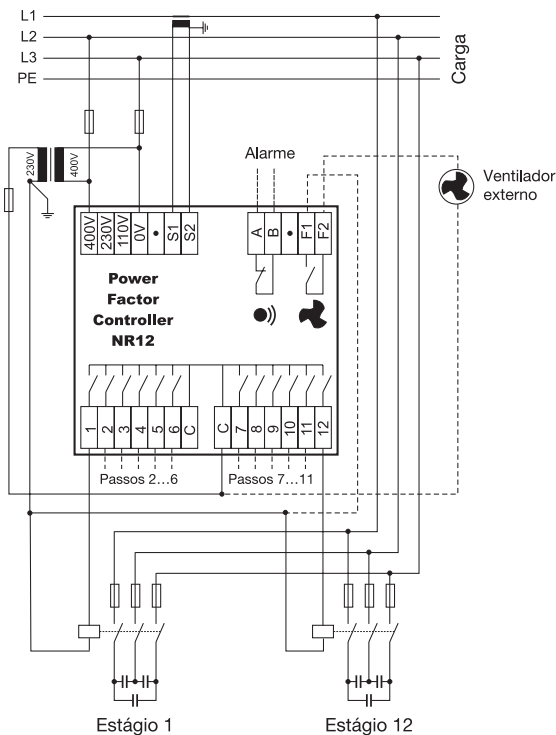 L1
L2
L3
PE
Carga
230V
400V
Alarme
Ventilador
externo
400V
230V
110V
0V
•
S1
S2
A
B
•
F1
F2
Power
Factor
Controller
NR12
1
2
3
4
5
6
C
C
7
8
9
10
11
12
Passos 2...6
Passos 7...11
Estágio 1
Estágio 12